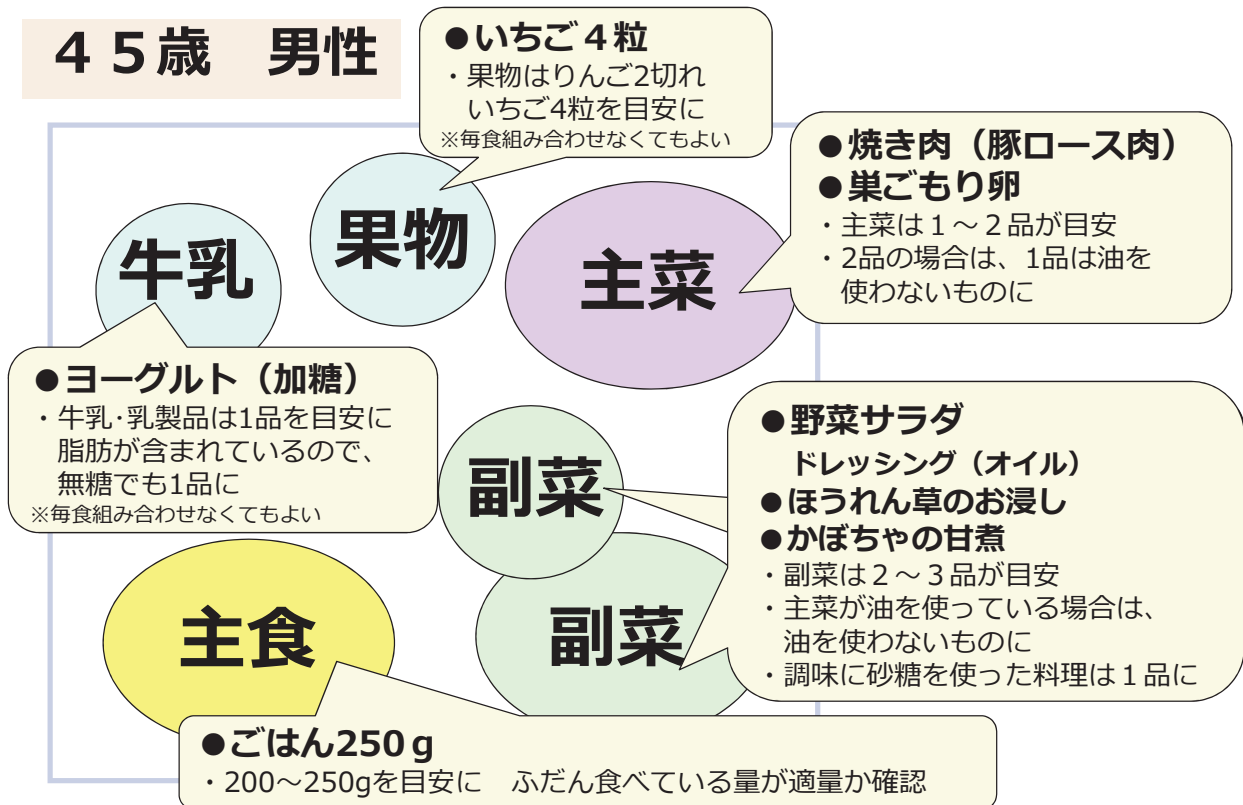 ４５歳　男性
●いちご４粒
・果物はりんご2切れ
いちご4粒を目安に
※毎食組み合わせなくてもよい
●焼き肉（豚ロース肉）
●巣ごもり卵
・主菜は１～２品が目安
・2品の場合は、1品は油を
使わないものに
果物
牛乳
主菜
●ヨーグルト（加糖）
・牛乳･乳製品は1品を目安に
脂肪が含まれているので、
無糖でも1品に
※毎食組み合わせなくてもよい
副菜
●野菜サラダ
ドレッシング（オイル）
●ほうれん草のお浸し
●かぼちゃの甘煮
・副菜は２～３品が目安
・主菜が油を使っている場合は、
油を使わないものに
・調味に砂糖を使った料理は１品に
主食
副菜
●ごはん250ｇ
・200～250gを目安に　ふだん食べている量が適量か確認